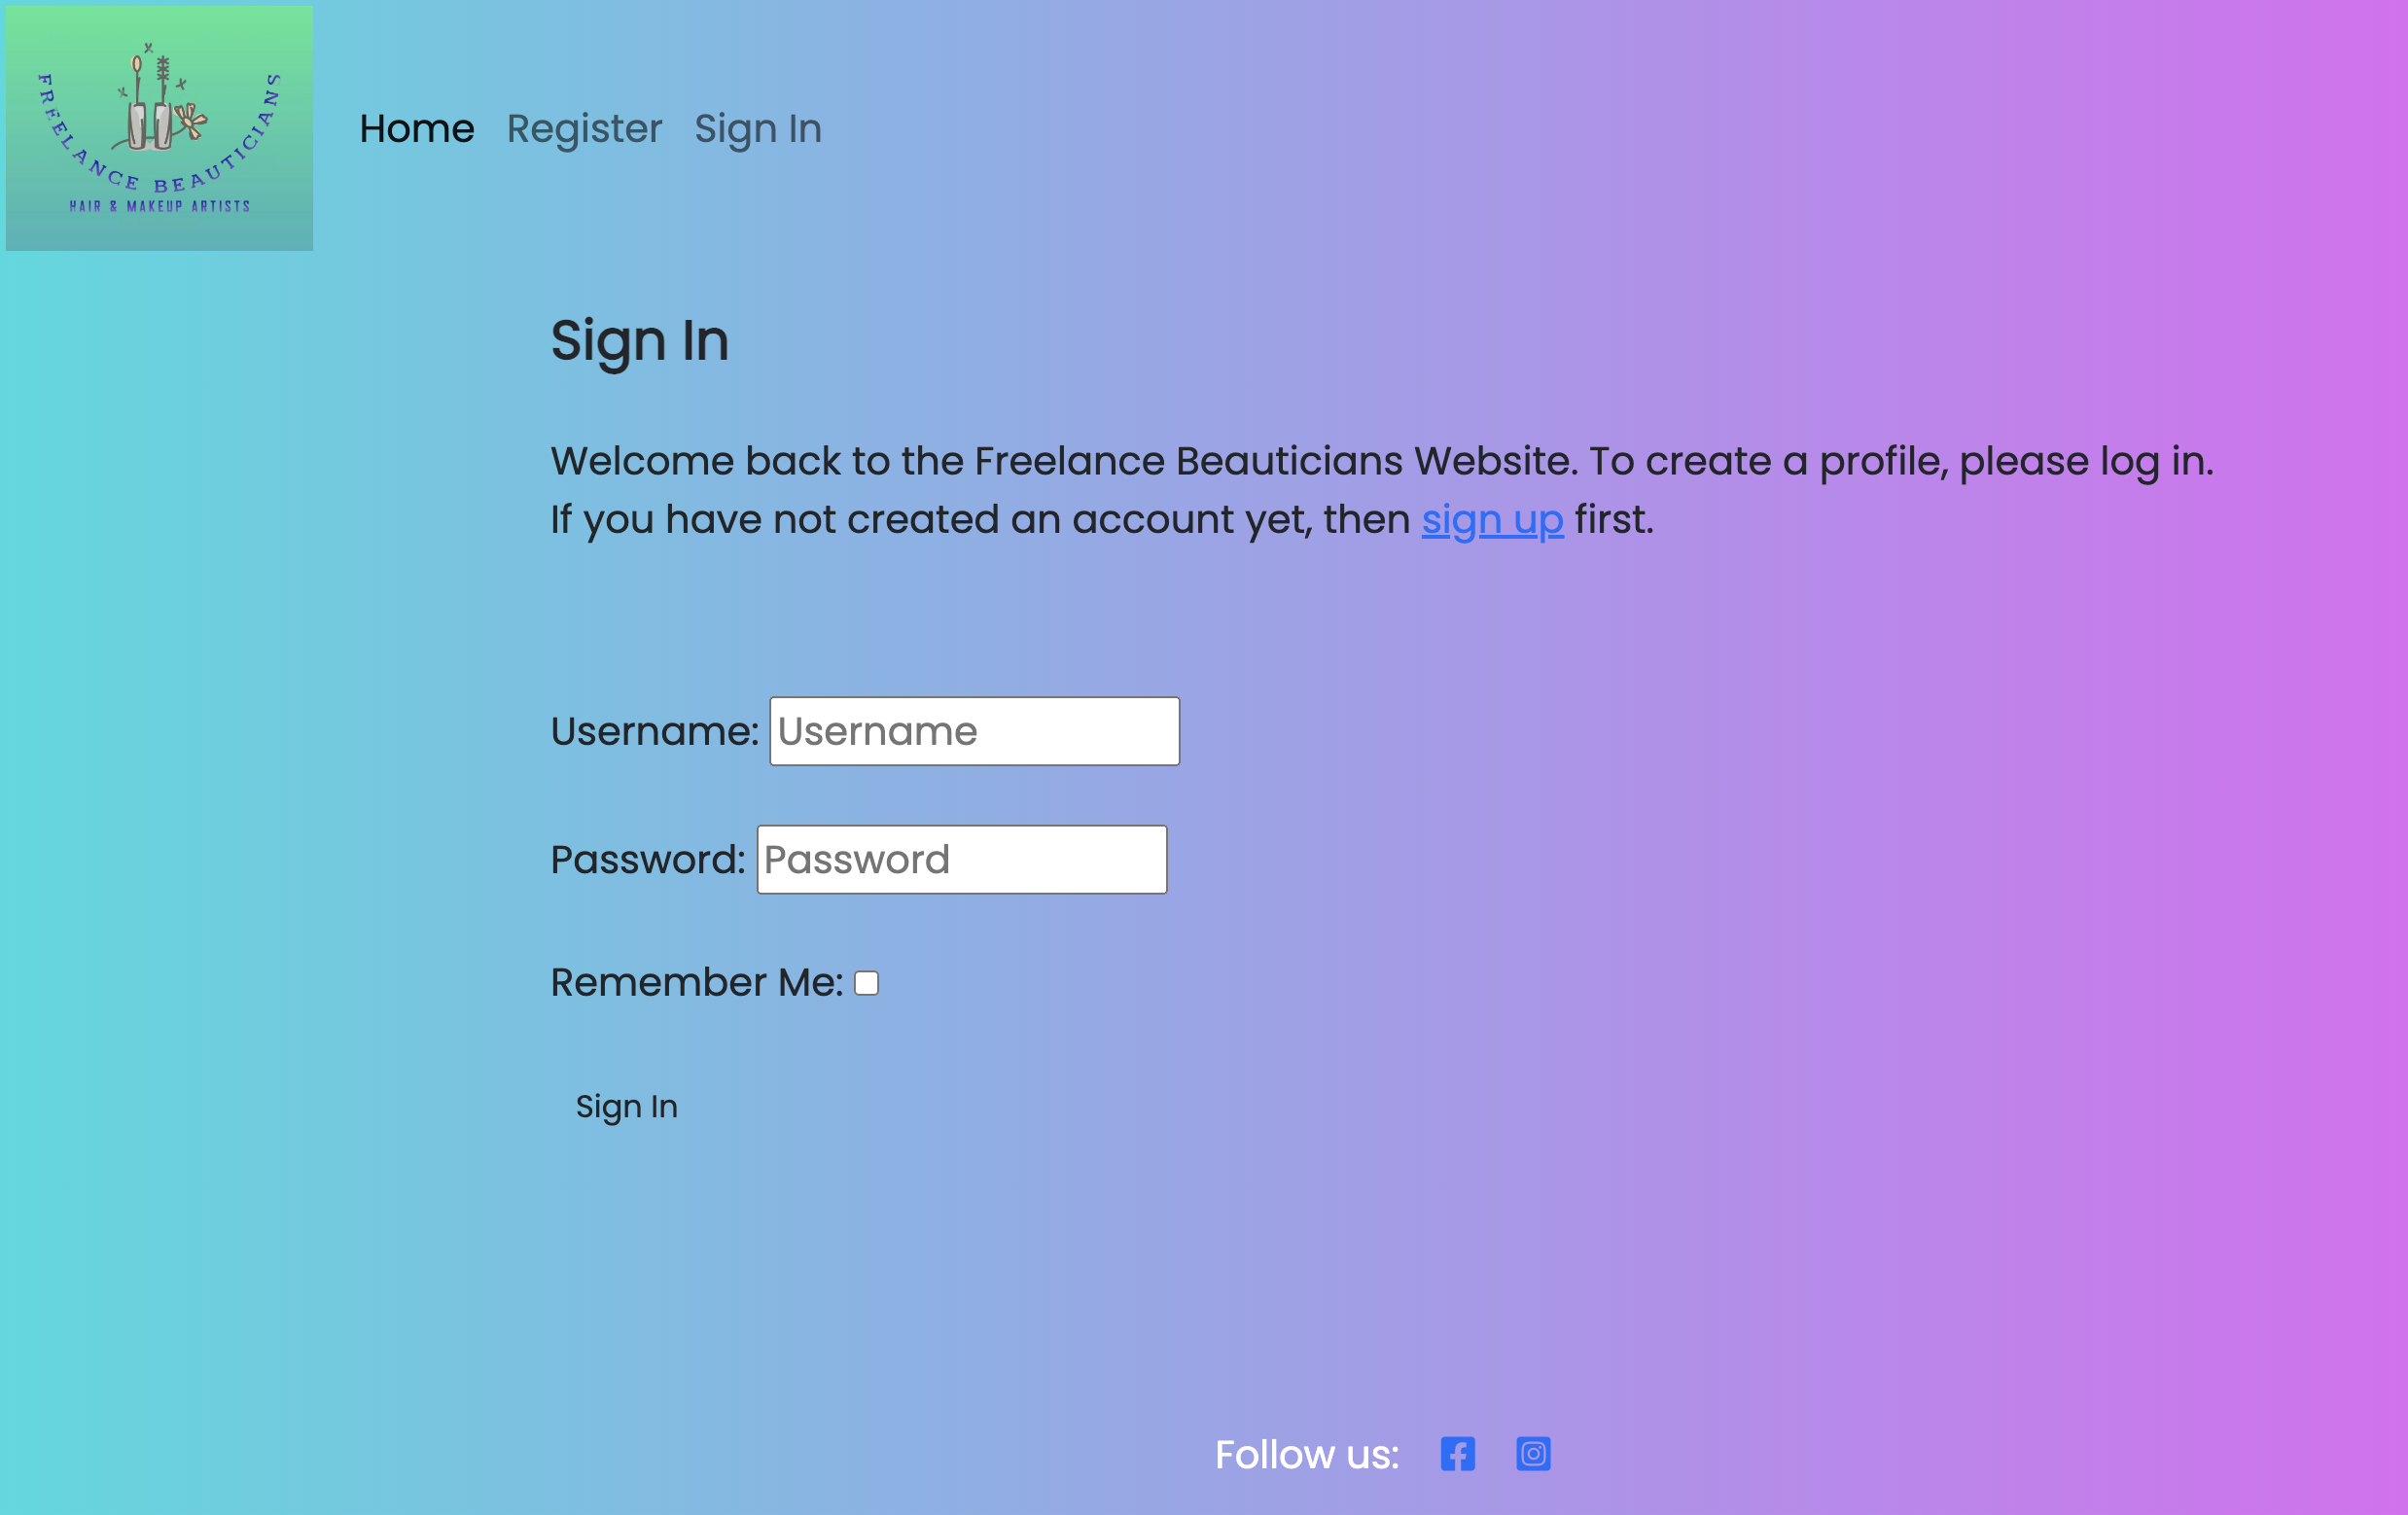 FREELANCE BEAUTICIANS
HAIR & MAKEUP ARTISTS
Home Register Sign In
Sign In
Welcome back to the Freelance Beauticians Website. To create a profile, please log in.
If you have not created an account yet, then sign up first.
Username: Username
Password: Password
Remember Me:
Sign In
Follow us: